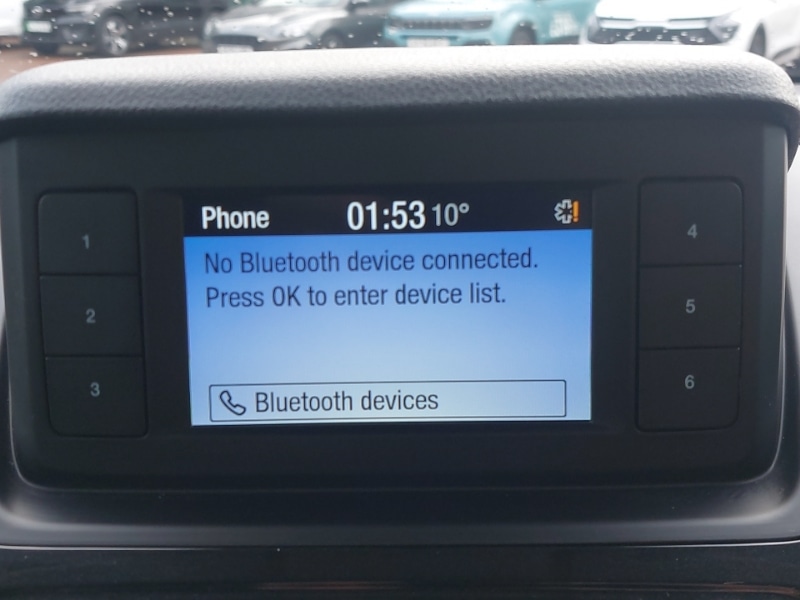 Phone 01:53 10°
No Bluetooth device connected.
Press OK to enter device list.
Bluetooth devices
1
2
3
4
5
6